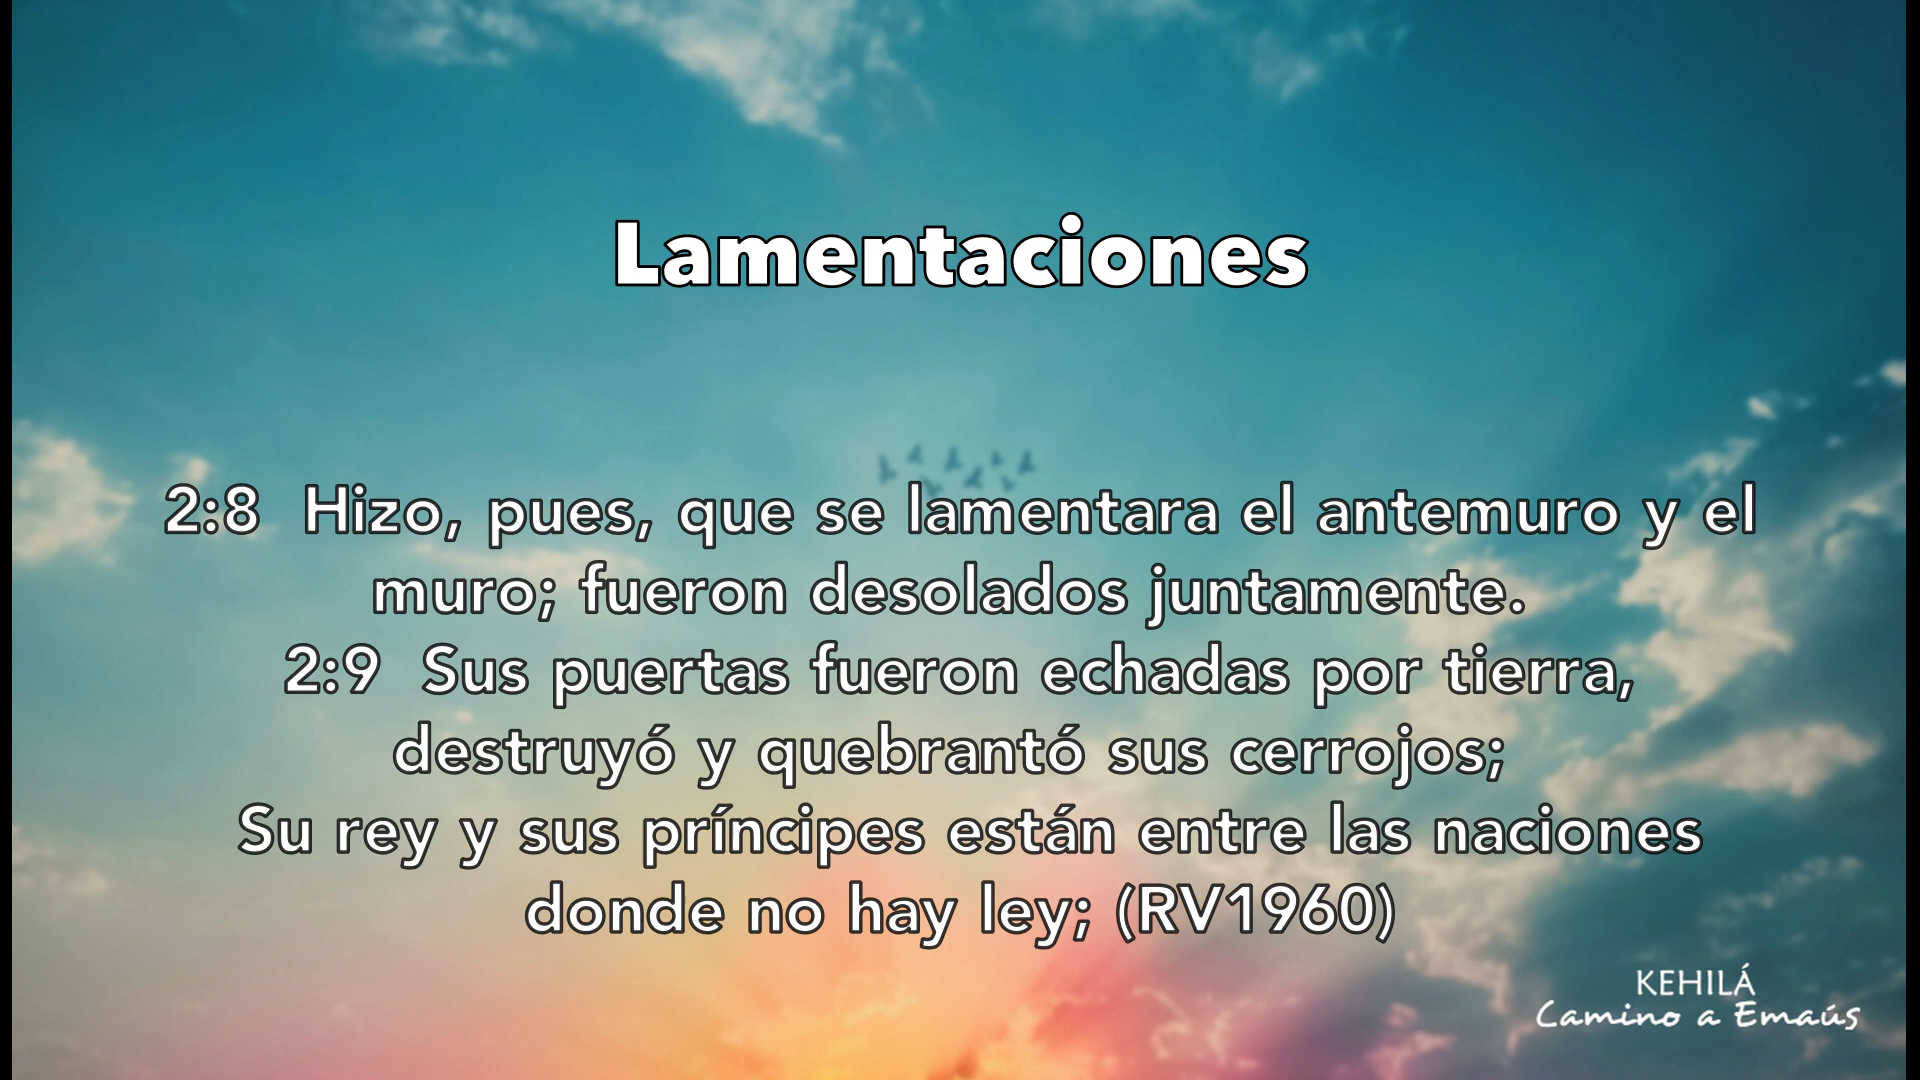 Lamentaciones
2:8  Hizo, pues, que se lamentara el antemuro y el
muro; fueron desolados juntamente.
2:9  Sus puertas fueron echadas por tierra,
destruyó y quebrantó sus cerrojos;
Su rey y sus príncipes están entre las naciones
donde no hay ley; (RV1960)
KEHILÁ
Camino a Emaús